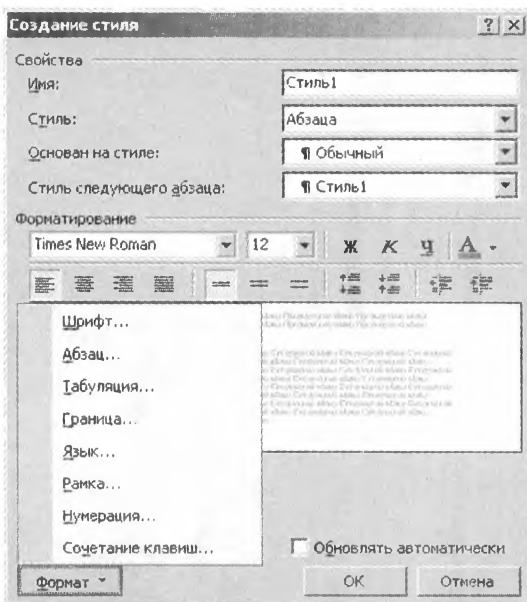 Создание стиля
Свойства
Имя: Стиль1
Стиль: Абзаца
Основан на стиле: ¶ Обычный
Стиль следующего абзаца: ¶ Стиль1
Форматирование
Times New Roman 12 Ж К Ч А
Шрифт...
Абзац...
Табуляция...
Граница...
Язык...
Рамка...
Нумерация...
Сочетание клавиш...
Обновлять автоматически
Формат ОК Отмена